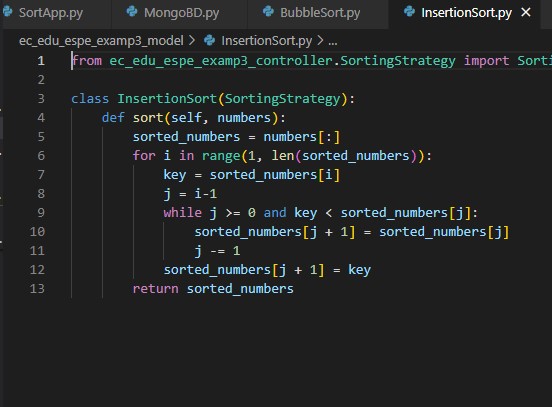 SortApp.py MongoBD.py BubbleSort.py InsertionSort.py ×
ec_edu_espe_examp3_model > InsertionSort.py > ...
1 from ec_edu_espe_examp3_controller.SortingStrategy import
2
3 class InsertionSort(SortingStrategy):
4 def sort(self, numbers):
5 sorted_numbers = numbers[:]
6 for i in range(1, len(sorted_numbers)):
7 key = sorted_numbers[i]
8 j = i-1
9 while j >= 0 and key < sorted_numbers[j]:
10 sorted_numbers[j + 1] = sorted_numbers[j]
11 j -= 1
12 sorted_numbers[j + 1] = key
13 return sorted_numbers